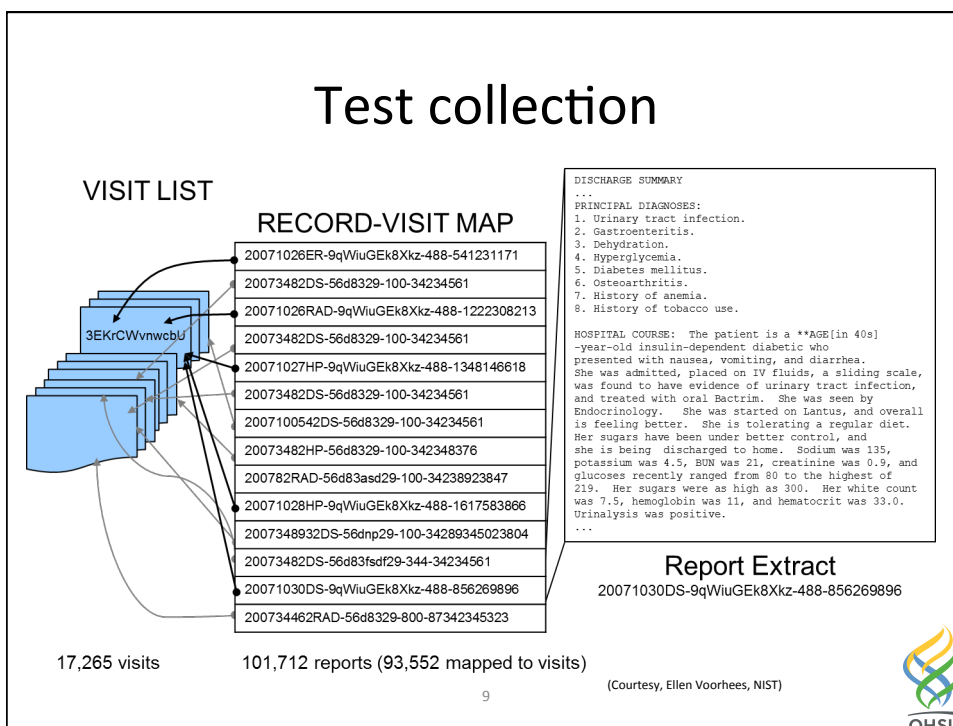 Test collection
VISIT LIST
3EKrCWvnwcbU
RECORD-VISIT MAP
20071026ER-9qWiuGEk8Xkz-488-541231171
20073482DS-56d8329-100-34234561
20071026RAD-9qWiuGEk8Xkz-488-1222308213
20073482DS-56d8329-100-34234561
20071027HP-9qWiuGEk8Xkz-488-1348146618
20073482DS-56d8329-100-34234561
2007100542DS-56d8329-100-34234561
20073482HP-56d8329-100-342348376
200782RAD-56d83asd29-100-34238923847
20071028HP-9qWiuGEk8Xkz-488-1617583866
2007348932DS-56dnp29-100-34289345023804
20073482DS-56d83fsdf29-344-34234561
20071030DS-9qWiuGEk8Xkz-488-856269896
200734462RAD-56d8329-800-87342345323
DISCHARGE SUMMARY
...
PRINCIPAL DIAGNOSES:
1. Urinary tract infection.
2. Gastroenteritis.
3. Dehydration.
4. Hyperglycemia.
5. Diabetes mellitus.
6. Osteoarthritis.
7. History of anemia.
8. History of tobacco use.
HOSPITAL COURSE: The patient is a **AGE[in 40s]
-year-old insulin-dependent diabetic who
presented with nausea, vomiting, and diarrhea.
She was admitted, placed on IV fluids, a sliding scale,
was found to have evidence of urinary tract infection,
and treated with oral Bactrim. She was seen by
Endocrinology. She was started on Lantus, and overall
is feeling better. She is tolerating a regular diet.
Her sugars have been under better control, and
she is being discharged to home. Sodium was 135,
potassium was 4.5, BUN was 21, creatinine was 0.9, and
glucoses recently ranged from 80 to the highest of
219. Her sugars were as high as 300. Her white count
was 7.5, hemoglobin was 11, and hematocrit was 33.0.
Urinalysis was positive.
...
Report Extract
20071030DS-9qWiuGEk8Xkz-488-856269896
17,265 visits
101,712 reports (93,552 mapped to visits)
(Courtesy, Ellen Voorhees, NIST)
9